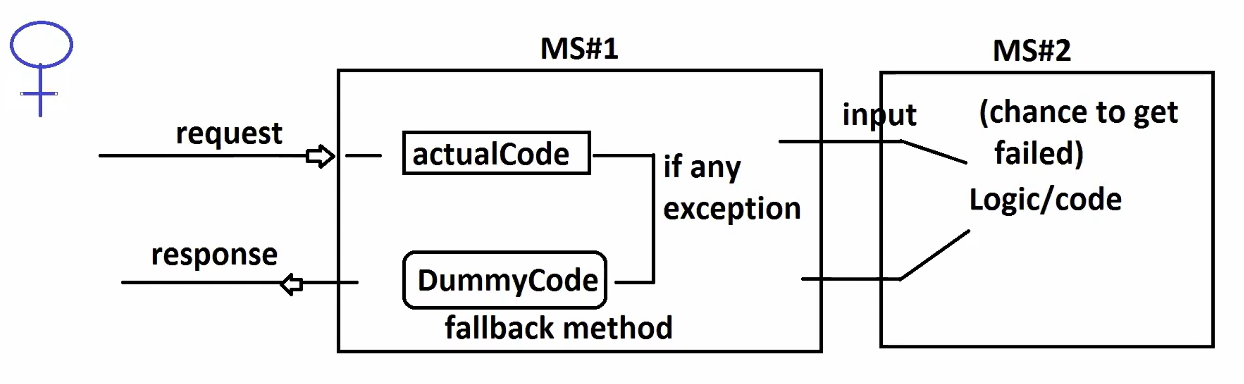 MS#1
MS#2
request
actualCode
if any
exception
input
(chance to get
failed)
Logic/code
response
DummyCode
fallback method